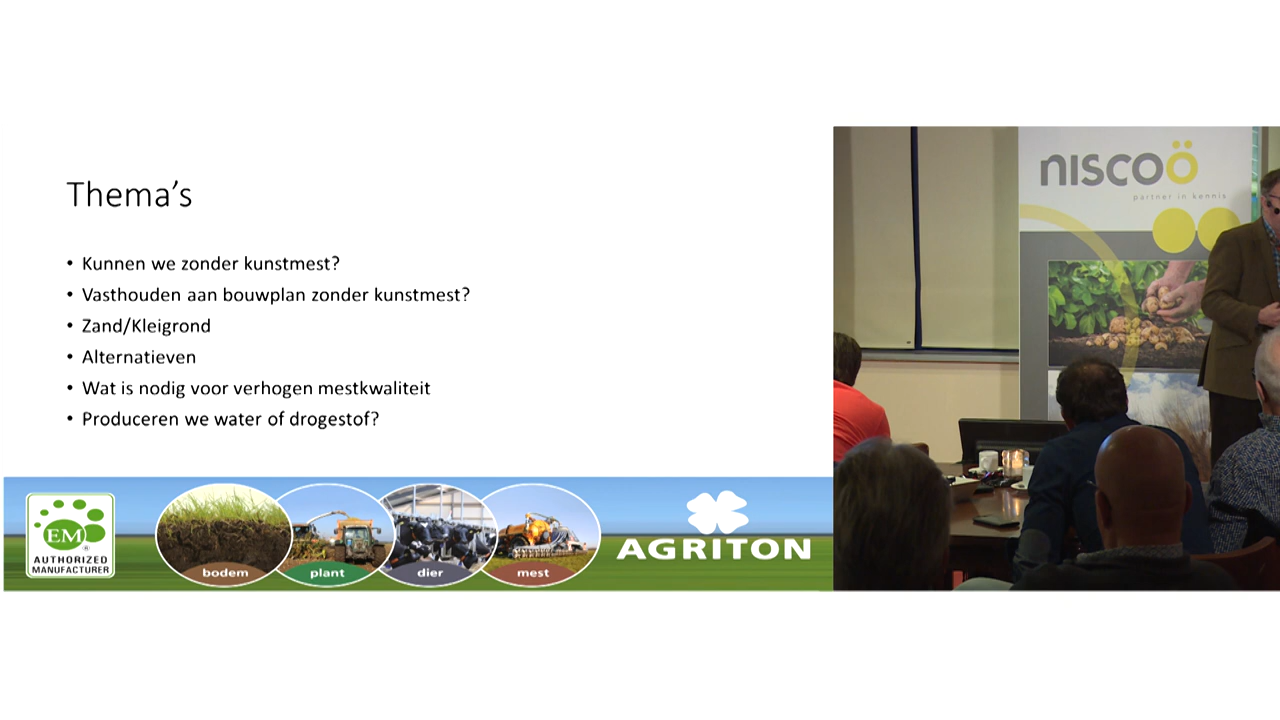 Thema’s
• Kunnen we zonder kunstmest?
• Vasthouden aan bouwplan zonder kunstmest?
• Zand/Kleigrond
• Alternatieven
• Wat is nodig voor verhogen mestkwaliteit
• Produceren we water of drogestof?
EM®
AUTHORIZED
MANUFACTURER
bodem
plant
dier
mest
AGRITON
niscoö
partner in kennis